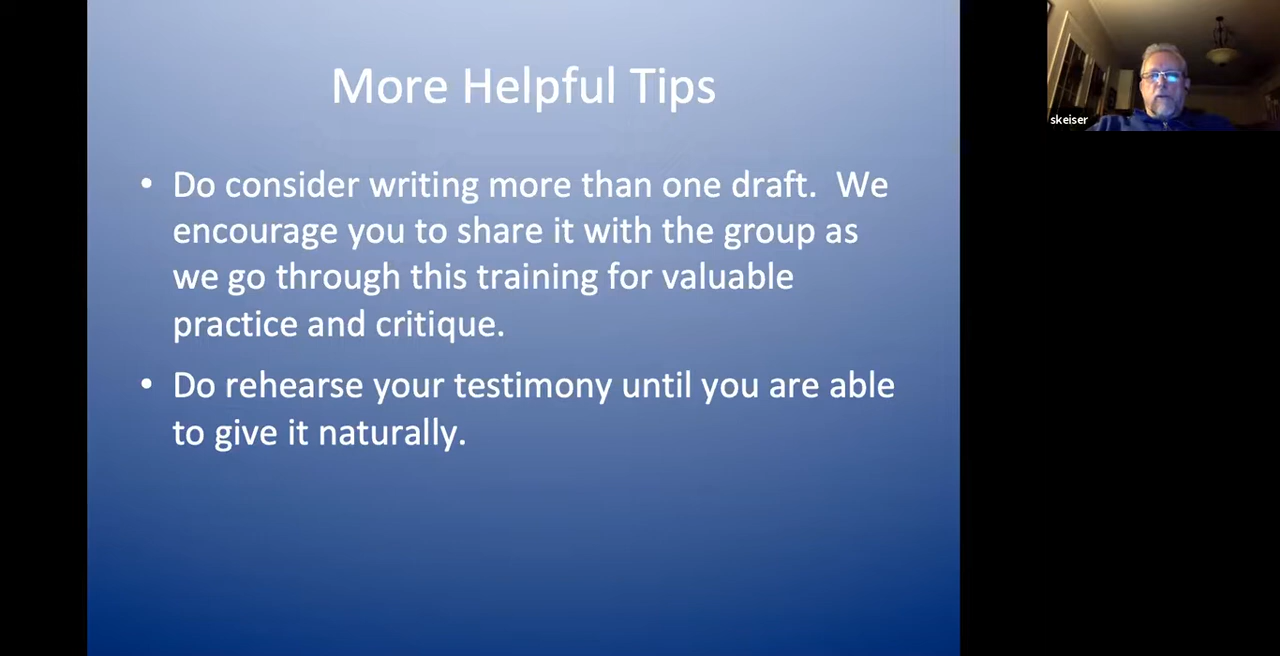 More Helpful Tips
• Do consider writing more than one draft.  We
encourage you to share it with the group as
we go through this training for valuable
practice and critique.
• Do rehearse your testimony until you are able
to give it naturally.
skeiser